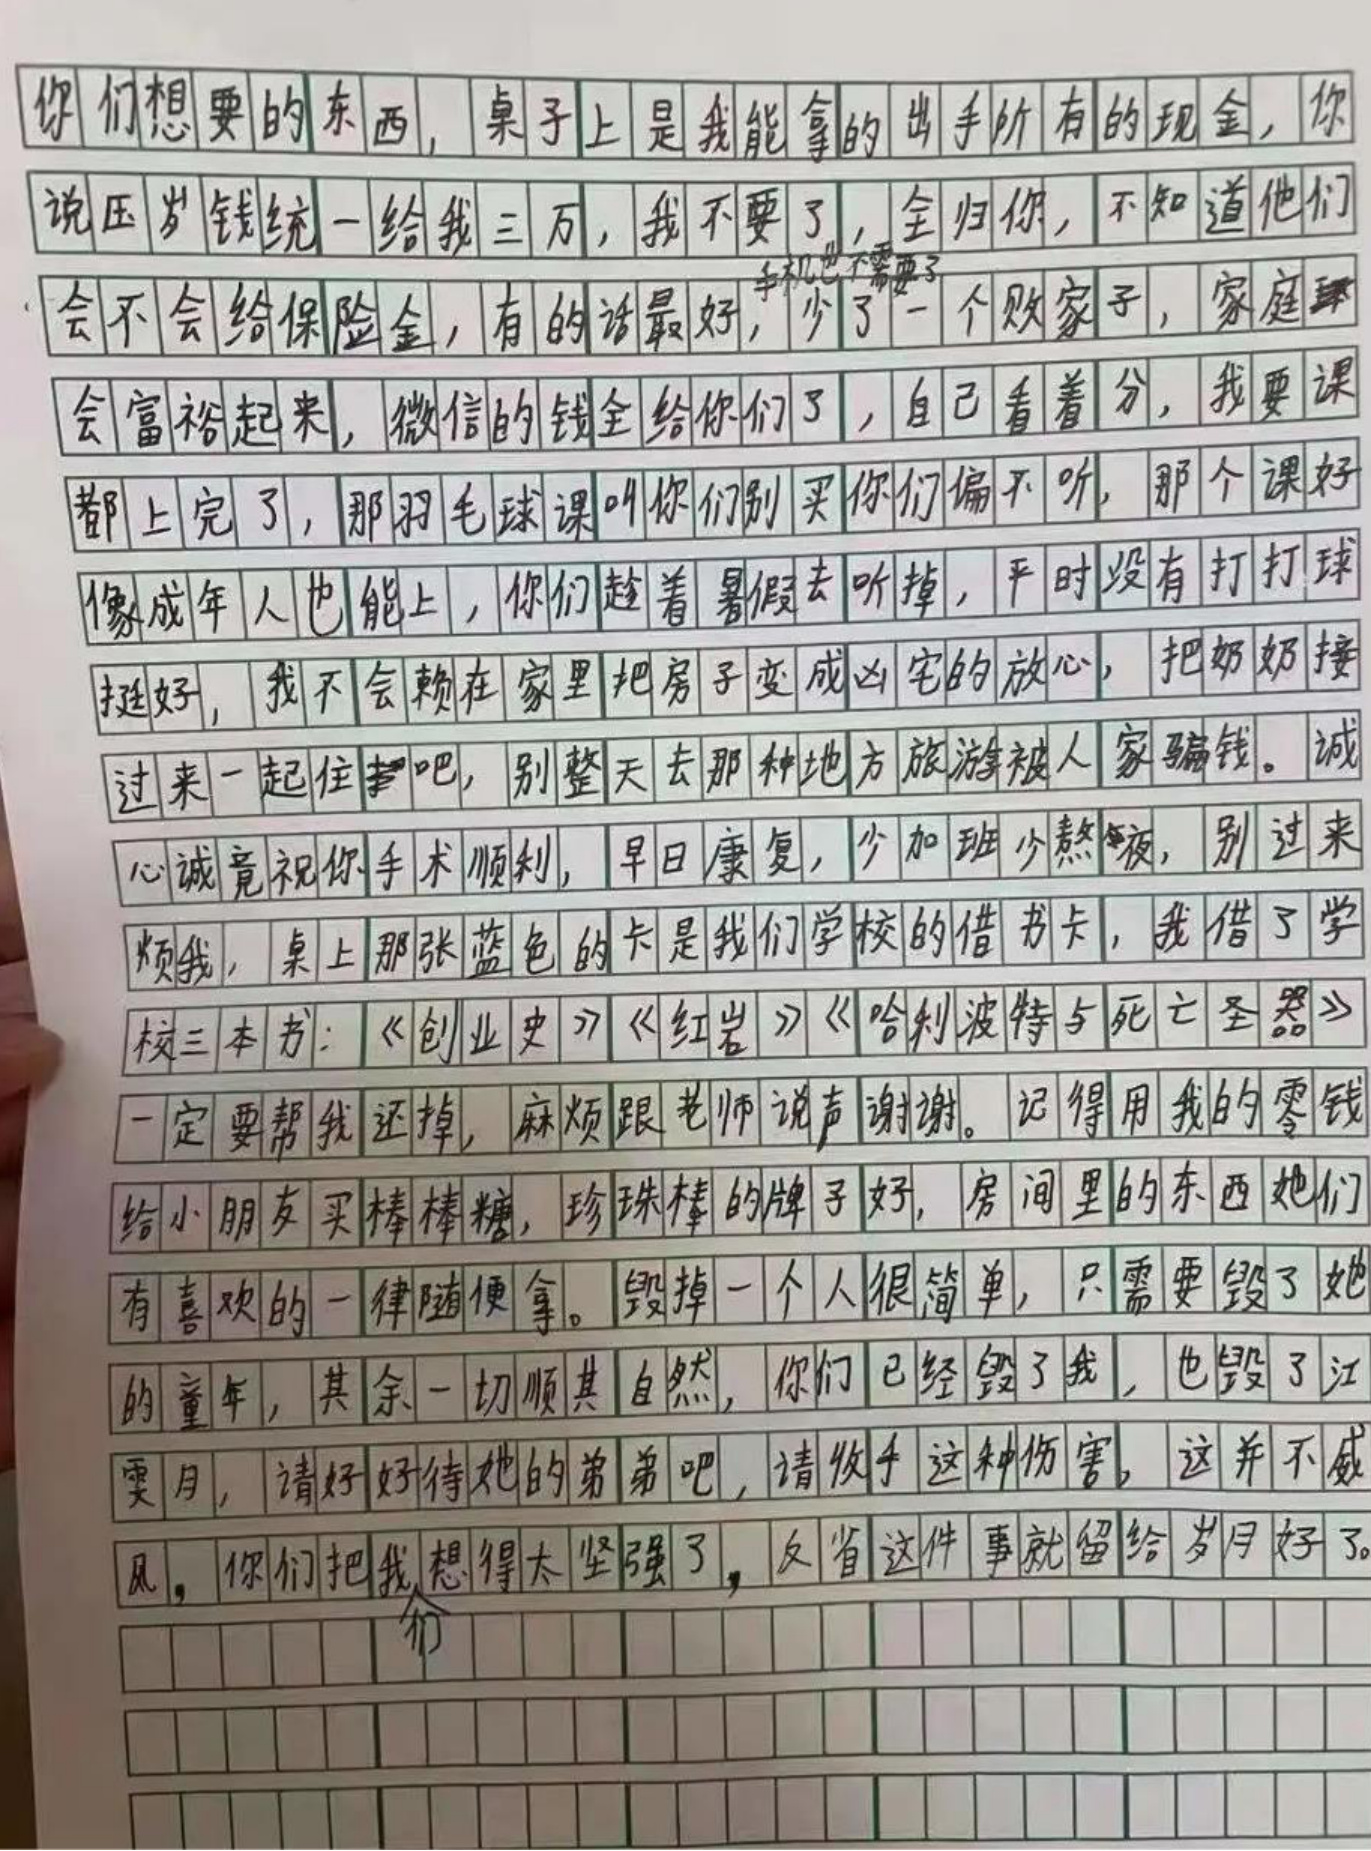 你们想要的东西，桌子上是我能拿的出手所有的现金，你
说压岁钱统一给我三万，我不要了，全归你，不知道他们
手机也不需要了
会不会给保险金，有的话最好，少了一个败家子，家庭
会富裕起来，微信的钱全给你们了，自己看着分，我要课
都上完了，那羽毛球课叫你们别买你们偏不听，那个课好
像成年人也能上，你们趁着暑假去听掉，平时没有打打球
挺好，我不会赖在家里把房子变成凶宅的放心，把奶奶接
过来一起住吧，别整天去那种地方旅游被人家骗钱。诚
心诚竟祝你手术顺利，早日康复，少加班少熬夜，别过来
烦我，桌上那张蓝色的卡是我们学校的借书卡，我借了学
校三本书：《创业史》《红岩》《哈利波特与死亡圣器》
一定要帮我还掉，麻烦跟老师说声谢谢。记得用我的零钱
给小朋友买棒棒糖，珍珠棒的牌子好，房间里的东西她们
有喜欢的一律随便拿。毁掉一个人很简单，只需要毁了她
的童年，其余一切顺其自然，你们已经毁了我，也毁了江
雯月，请好好待她的弟弟吧，请收手这种伤害，这并不威
风，你们把我想得太坚强了，反省这件事就留给岁月好了。
们